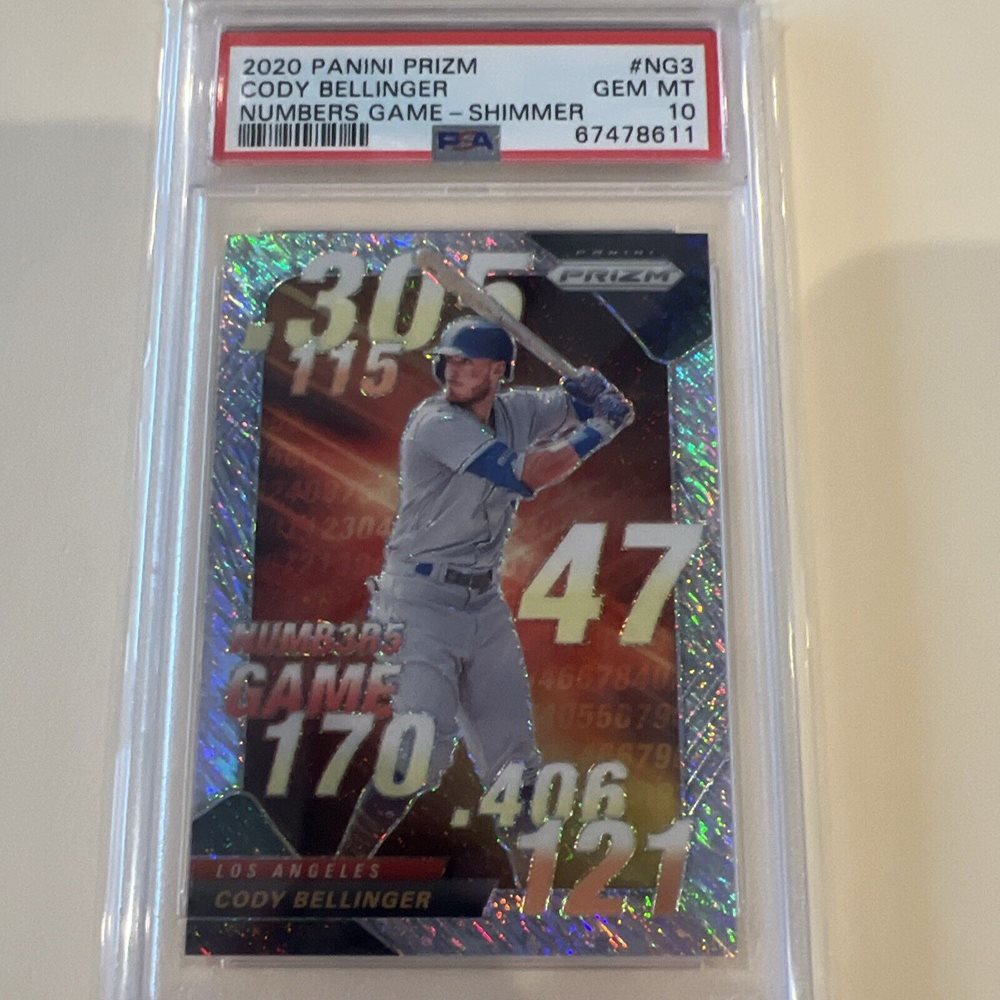 2020 PANINI PRIZM #NG3
CODY BELLINGER GEM MT
NUMBERS GAME – SHIMMER 10
PSA 67478611
PANINI
PRIZM
.305
115
47
NUMB3R5
GAME
170
.406
121
LOS ANGELES
CODY BELLINGER